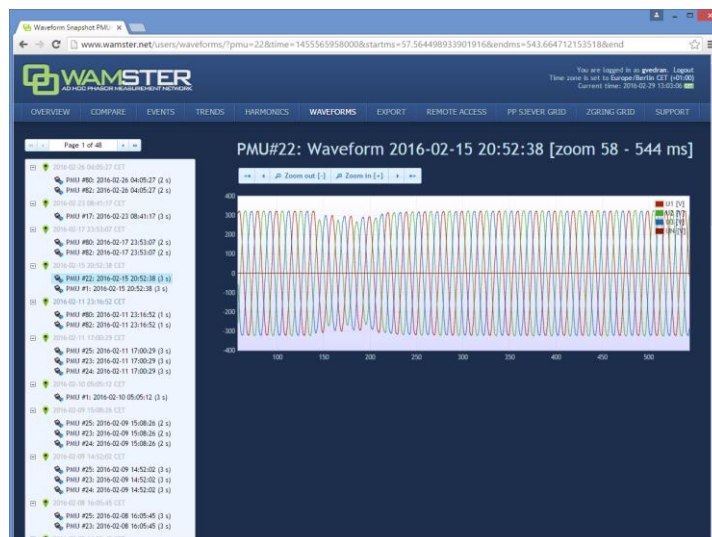 Waveform Snapshot PMU
www.wamster.net/users/waveforms/?pmu=22&time=1455565958000&startms=57.564498933901916&endms=543.664712153518&end
WAMSTER
AD HOC PHASOR MEASUREMENT NETWORK
You are logged in as gvedran. Logout
Time zone is set to Europe/Berlin CET (+01:00)
Current time: 2016-02-29 13:03:06
OVERVIEW COMPARE EVENTS TRENDS HARMONICS WAVEFORMS EXPORT REMOTE ACCESS PP SJEVER GRID 2GRING GRID SUPPORT
Page 1 of 48
2016-02-26 04:05:27 CET
PMU #80: 2016-02-26 04:05:27 (2 s)
PMU #82: 2016-02-26 04:05:27 (2 s)
2016-02-23 08:41:17 CET
PMU #17: 2016-02-23 08:41:17 (3 s)
2016-02-17 23:53:07 CET
PMU #80: 2016-02-17 23:53:07 (2 s)
PMU #82: 2016-02-17 23:53:07 (2 s)
2016-02-15 20:52:38 CET
PMU #22: 2016-02-15 20:52:38 (3 s)
PMU #1: 2016-02-15 20:52:38 (3 s)
2016-02-11 23:16:52 CET
PMU #80: 2016-02-11 23:16:52 (1 s)
PMU #82: 2016-02-11 23:16:52 (1 s)
2016-02-11 17:00:29 CET
PMU #25: 2016-02-11 17:00:29 (3 s)
PMU #23: 2016-02-11 17:00:29 (3 s)
PMU #24: 2016-02-11 17:00:29 (3 s)
2016-02-10 05:05:12 CET
PMU #1: 2016-02-10 05:05:12 (3 s)
2016-02-09 15:08:26 CET
PMU #25: 2016-02-09 15:08:26 (2 s)
PMU #23: 2016-02-09 15:08:26 (2 s)
PMU #24: 2016-02-09 15:08:26 (2 s)
2016-02-09 14:52:02 CET
PMU #25: 2016-02-09 14:52:02 (3 s)
PMU #23: 2016-02-09 14:52:02 (3 s)
PMU #24: 2016-02-09 14:52:02 (3 s)
2016-02-08 16:05:45 CET
PMU #25: 2016-02-08 16:05:45 (3 s)
PMU #23: 2016-02-08 16:05:45 (3 s)
PMU#22: Waveform 2016-02-15 20:52:38 [zoom 58 - 544 ms]
Zoom out [-] Zoom in [+]
400
300
200
100
0
-100
-200
-300
-400
100 150 200 250 300 350 400 450 500
U1 [V]
U2 [V]
U3 [V]
UN [V]